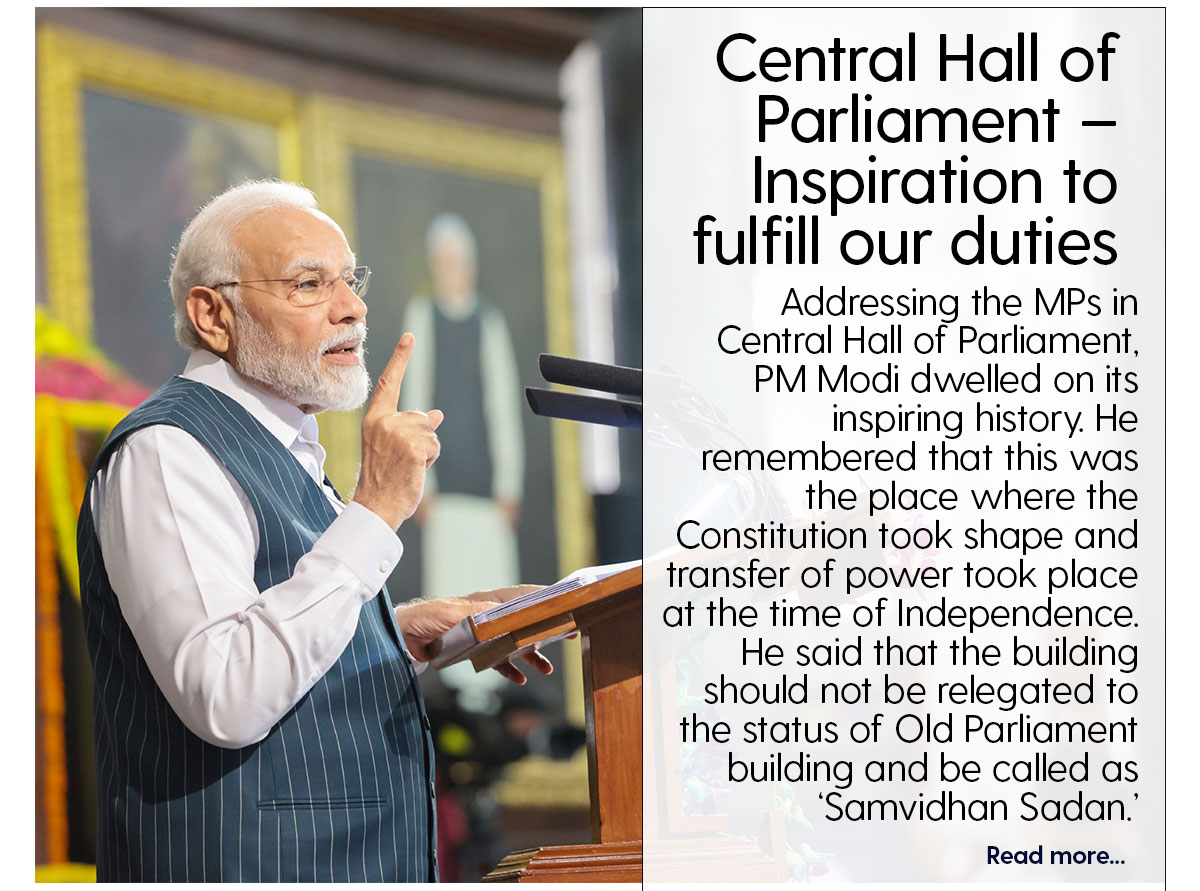 Central Hall of
Parliament –
Inspiration to
fulfill our duties
Addressing the MPs in
Central Hall of Parliament,
PM Modi dwelled on its
inspiring history. He
remembered that this was
the place where the
Constitution took shape and
transfer of power took place
at the time of Independence.
He said that the building
should not be relegated to
the status of Old Parliament
building and be called as
‘Samvidhan Sadan.’
Read more...